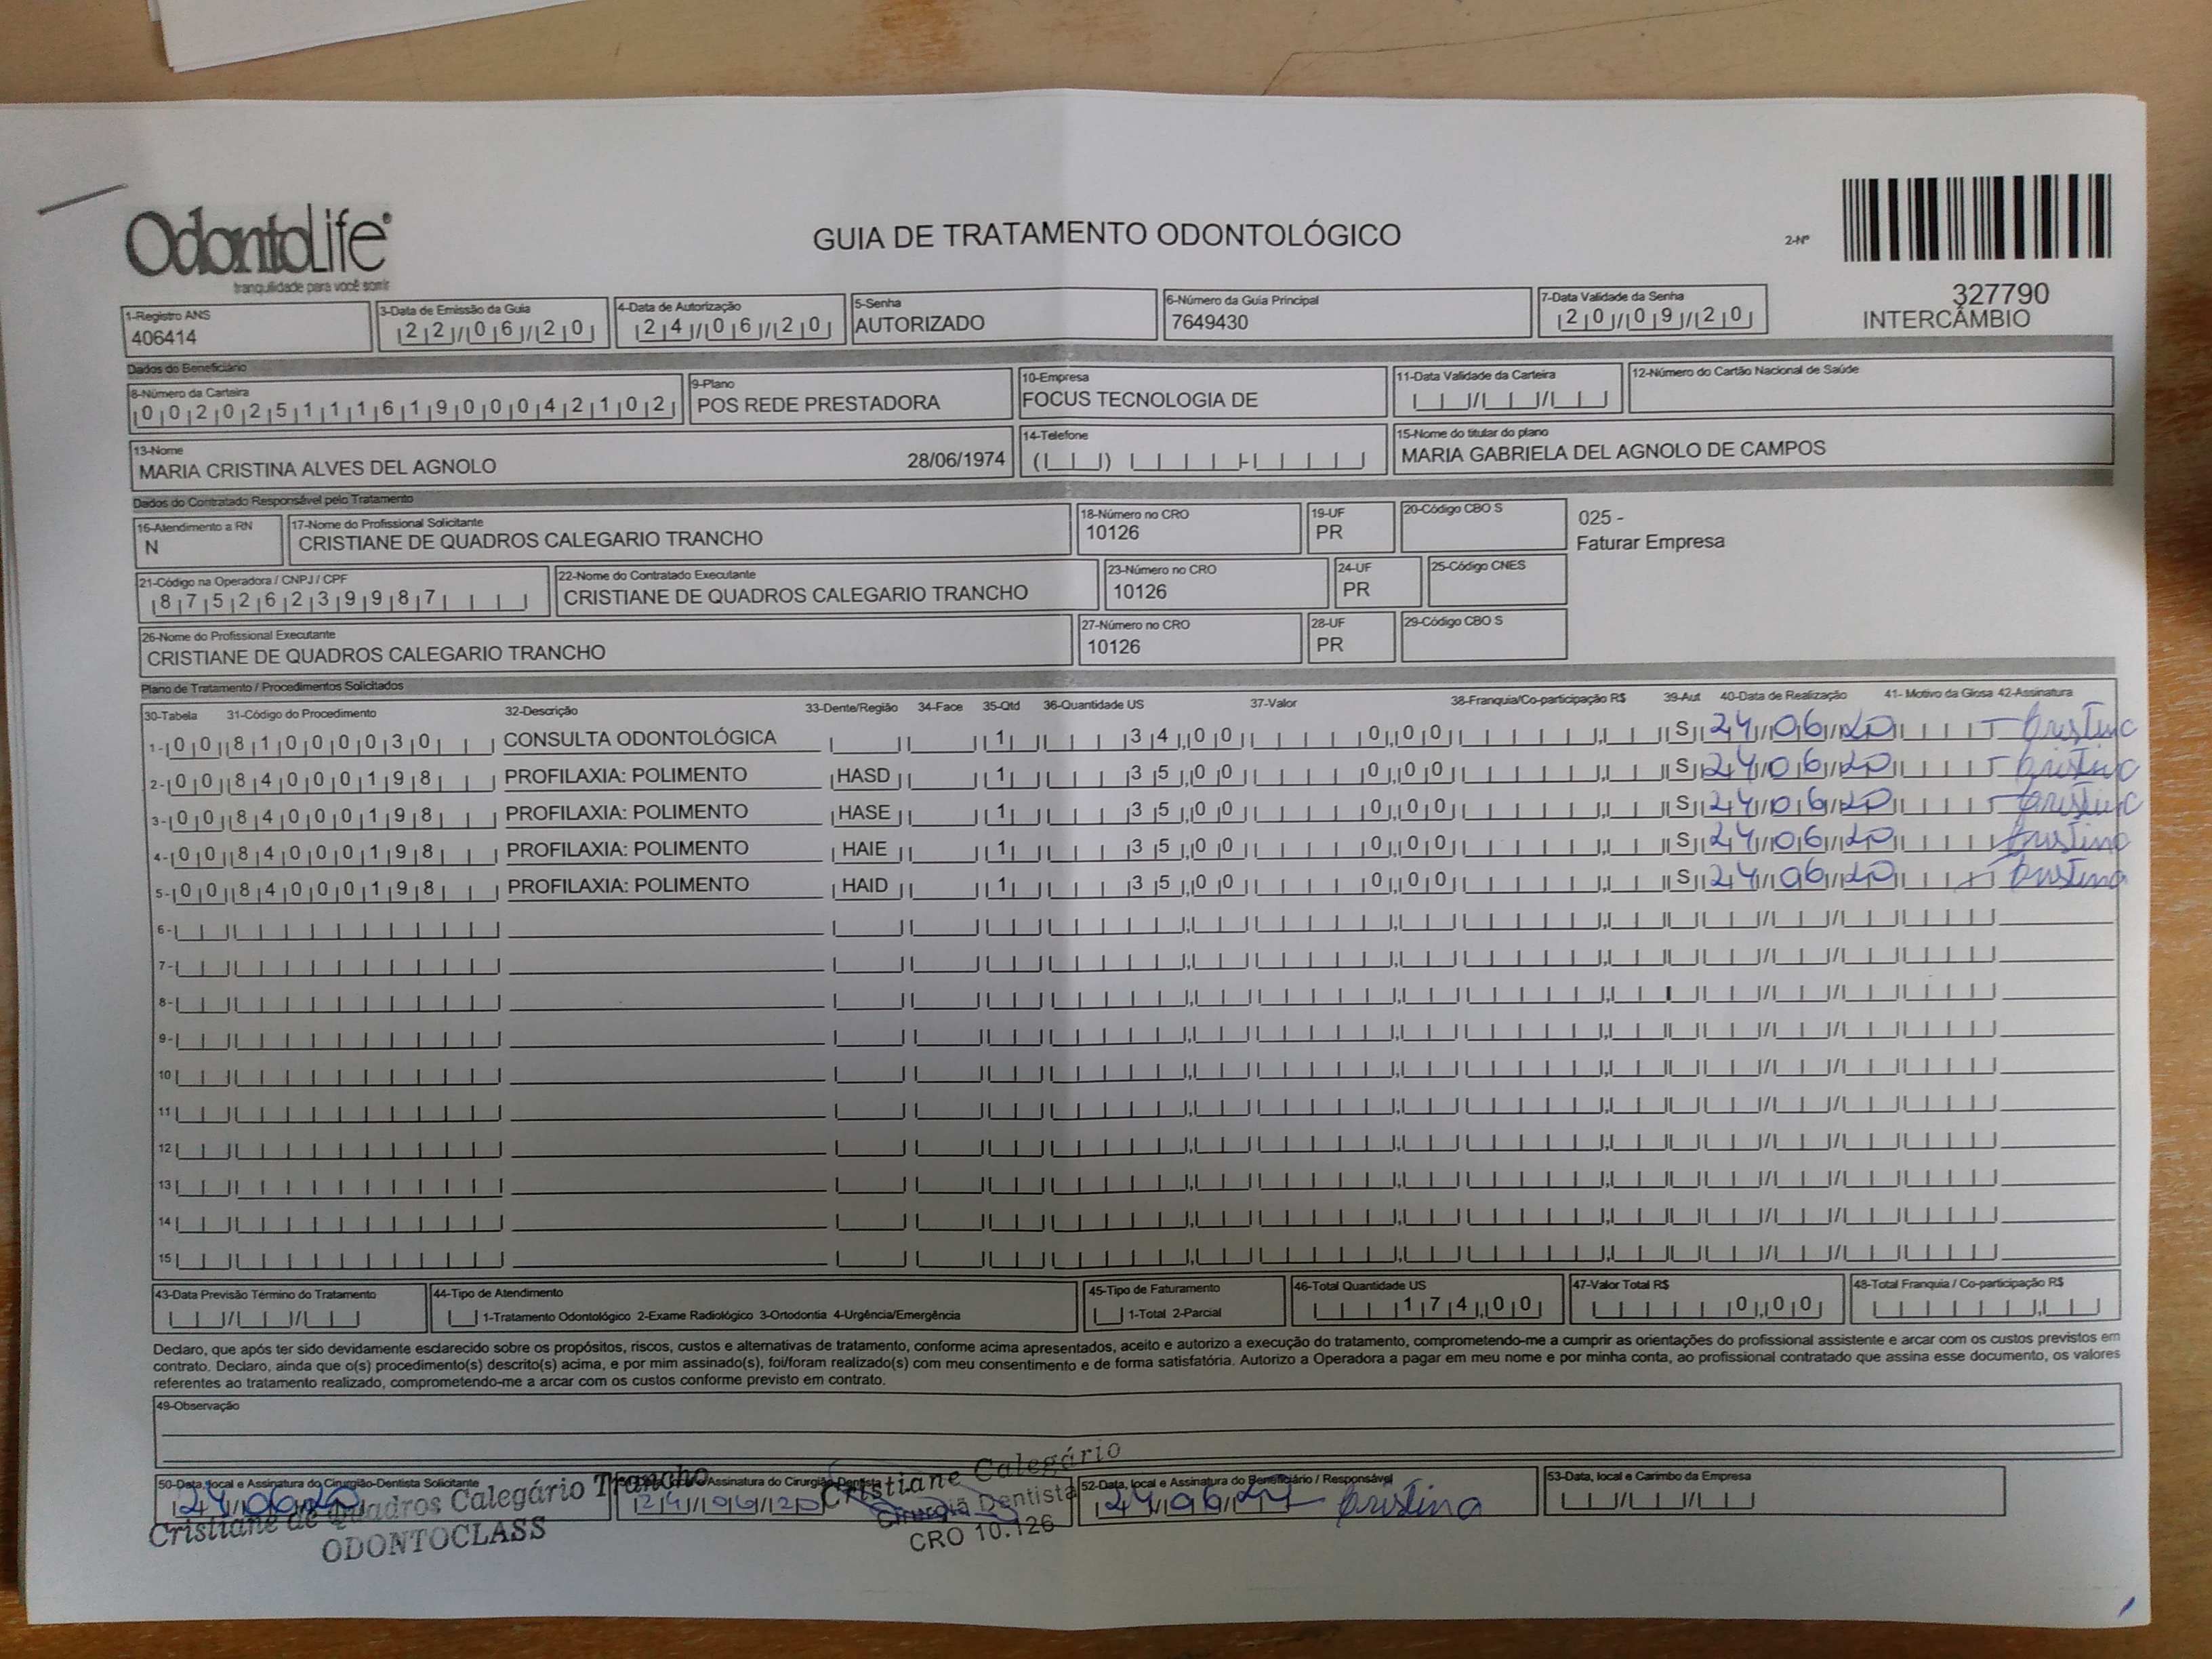 OdontoLife®
tranquilidade para você sorrir
GUIA DE TRATAMENTO ODONTOLÓGICO
2-Nº
327790
INTERCÂMBIO
1-Registro ANS
406414
3-Data de Emissão da Guia
22/06/20
4-Data de Autorização
24/06/20
5-Senha
AUTORIZADO
6-Número da Guia Principal
7649430
7-Data Validade da Senha
20/09/20
Dados do Beneficiário
8-Número da Carteira
00202511161900042102
9-Plano
POS REDE PRESTADORA
10-Empresa
FOCUS TECNOLOGIA DE
11-Data Validade da Carteira
12-Número do Cartão Nacional de Saúde
13-Nome
MARIA CRISTINA ALVES DEL AGNOLO 28/06/1974
14-Telefone
15-Nome do titular do plano
MARIA GABRIELA DEL AGNOLO DE CAMPOS
Dados do Contratado Responsável pelo Tratamento
16-Atendimento a RN
N
17-Nome do Profissional Solicitante
CRISTIANE DE QUADROS CALEGARIO TRANCHO
18-Número no CRO
10126
19-UF
PR
20-Código CBO S
025 -
Faturar Empresa
21-Código na Operadora / CNPJ / CPF
87526239987
22-Nome do Contratado Executante
CRISTIANE DE QUADROS CALEGARIO TRANCHO
23-Número no CRO
10126
24-UF
PR
25-Código CNES
26-Nome do Profissional Executante
CRISTIANE DE QUADROS CALEGARIO TRANCHO
27-Número no CRO
10126
28-UF
PR
29-Código CBO S
Plano de Tratamento / Procedimentos Solicitados
30-Tabela 31-Código do Procedimento 32-Descrição 33-Dente/Região 34-Face 35-Qtd 36-Quantidade US 37-Valor 38-Franquia/Co-participação R$ 39-Aut 40-Data de Realização 41- Motivo da Glosa 42-Assinatura
1- 00 81000030 CONSULTA ODONTOLÓGICA 1 34,00 0,00 S 24/06/20 Cristina
2- 00 84000198 PROFILAXIA: POLIMENTO HASD 1 35,00 0,00 S 24/06/20 Cristina
3- 00 84000198 PROFILAXIA: POLIMENTO HASE 1 35,00 0,00 S 24/06/20 Cristina
4- 00 84000198 PROFILAXIA: POLIMENTO HAIE 1 35,00 0,00 S 24/06/20 Cristina
5- 00 84000198 PROFILAXIA: POLIMENTO HAID 1 35,00 0,00 S 24/06/20 Cristina
6-
7-
8-
9-
10
11
12
13
14
15
43-Data Previsão Término do Tratamento
44-Tipo de Atendimento
1-Tratamento Odontológico 2-Exame Radiológico 3-Ortodontia 4-Urgência/Emergência
45-Tipo de Faturamento
1-Total 2-Parcial
46-Total Quantidade US
174,00
47-Valor Total R$
0,00
48-Total Franquia / Co-participação R$
Declaro, que após ter sido devidamente esclarecido sobre os propósitos, riscos, custos e alternativas de tratamento, conforme acima apresentados, aceito e autorizo a execução do tratamento, comprometendo-me a cumprir as orientações do profissional assistente e arcar com os custos previstos em
contrato. Declaro, ainda que o(s) procedimento(s) descrito(s) acima, e por mim assinado(s), foi/foram realizado(s) com meu consentimento e de forma satisfatória. Autorizo a Operadora a pagar em meu nome e por minha conta, ao profissional contratado que assina esse documento, os valores
referentes ao tratamento realizado, comprometendo-me a arcar com os custos conforme previsto em contrato.
49-Observação
50-Data, local e Assinatura do Cirurgião-Dentista Solicitante
24/06/20
Cristiane de Quadros Calegário Trancho
ODONTOCLASS
Assinatura do Cirurgião-Dentista
24/06/20
Cristiane Calegário
Cirurgiã Dentista
CRO 10.126
52-Data, local e Assinatura do Beneficiário / Responsável
24/06/20 Cristina
53-Data, local e Carimbo da Empresa